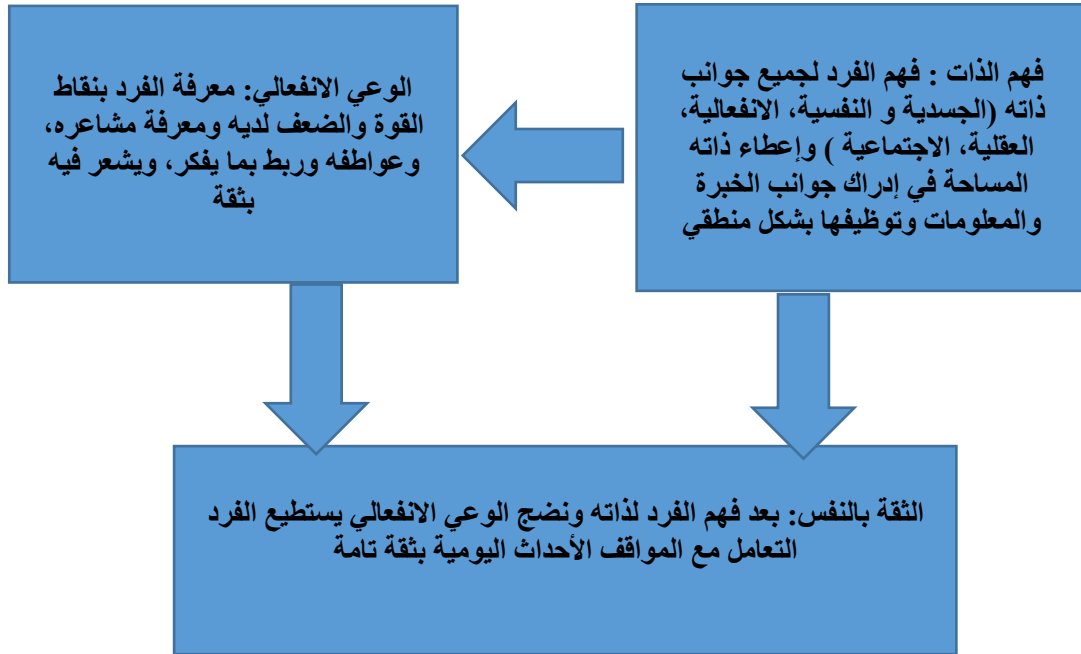 فهم الذات : فهم الفرد لجميع جوانب
ذاته (الجسدية و النفسية، الانفعالية،
العقلية، الاجتماعية ) وإعطاء ذاته
المساحة في إدراك جوانب الخبرة
والمعلومات وتوظيفها بشكل منطقي
الوعي الانفعالي: معرفة الفرد بنقاط
القوة والضعف لديه ومعرفة مشاعره،
وعواطفه وربط بما يفكر، ويشعر فيه
بثقة
الثقة بالنفس: بعد فهم الفرد لذاته ونضج الوعي الانفعالي يستطيع الفرد
التعامل مع المواقف الأحداث اليومية بثقة تامة